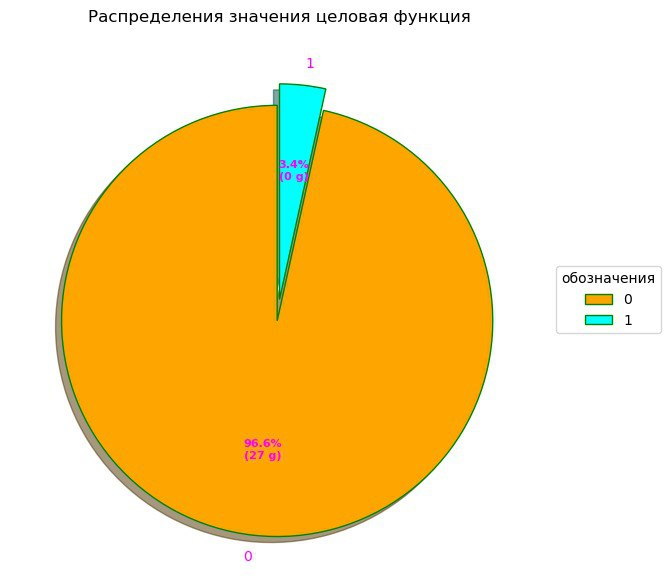 Распределения значения целовая функция
1
3.4%
(0 g)
обозначения
0
1
96.6%
(27 g)
0